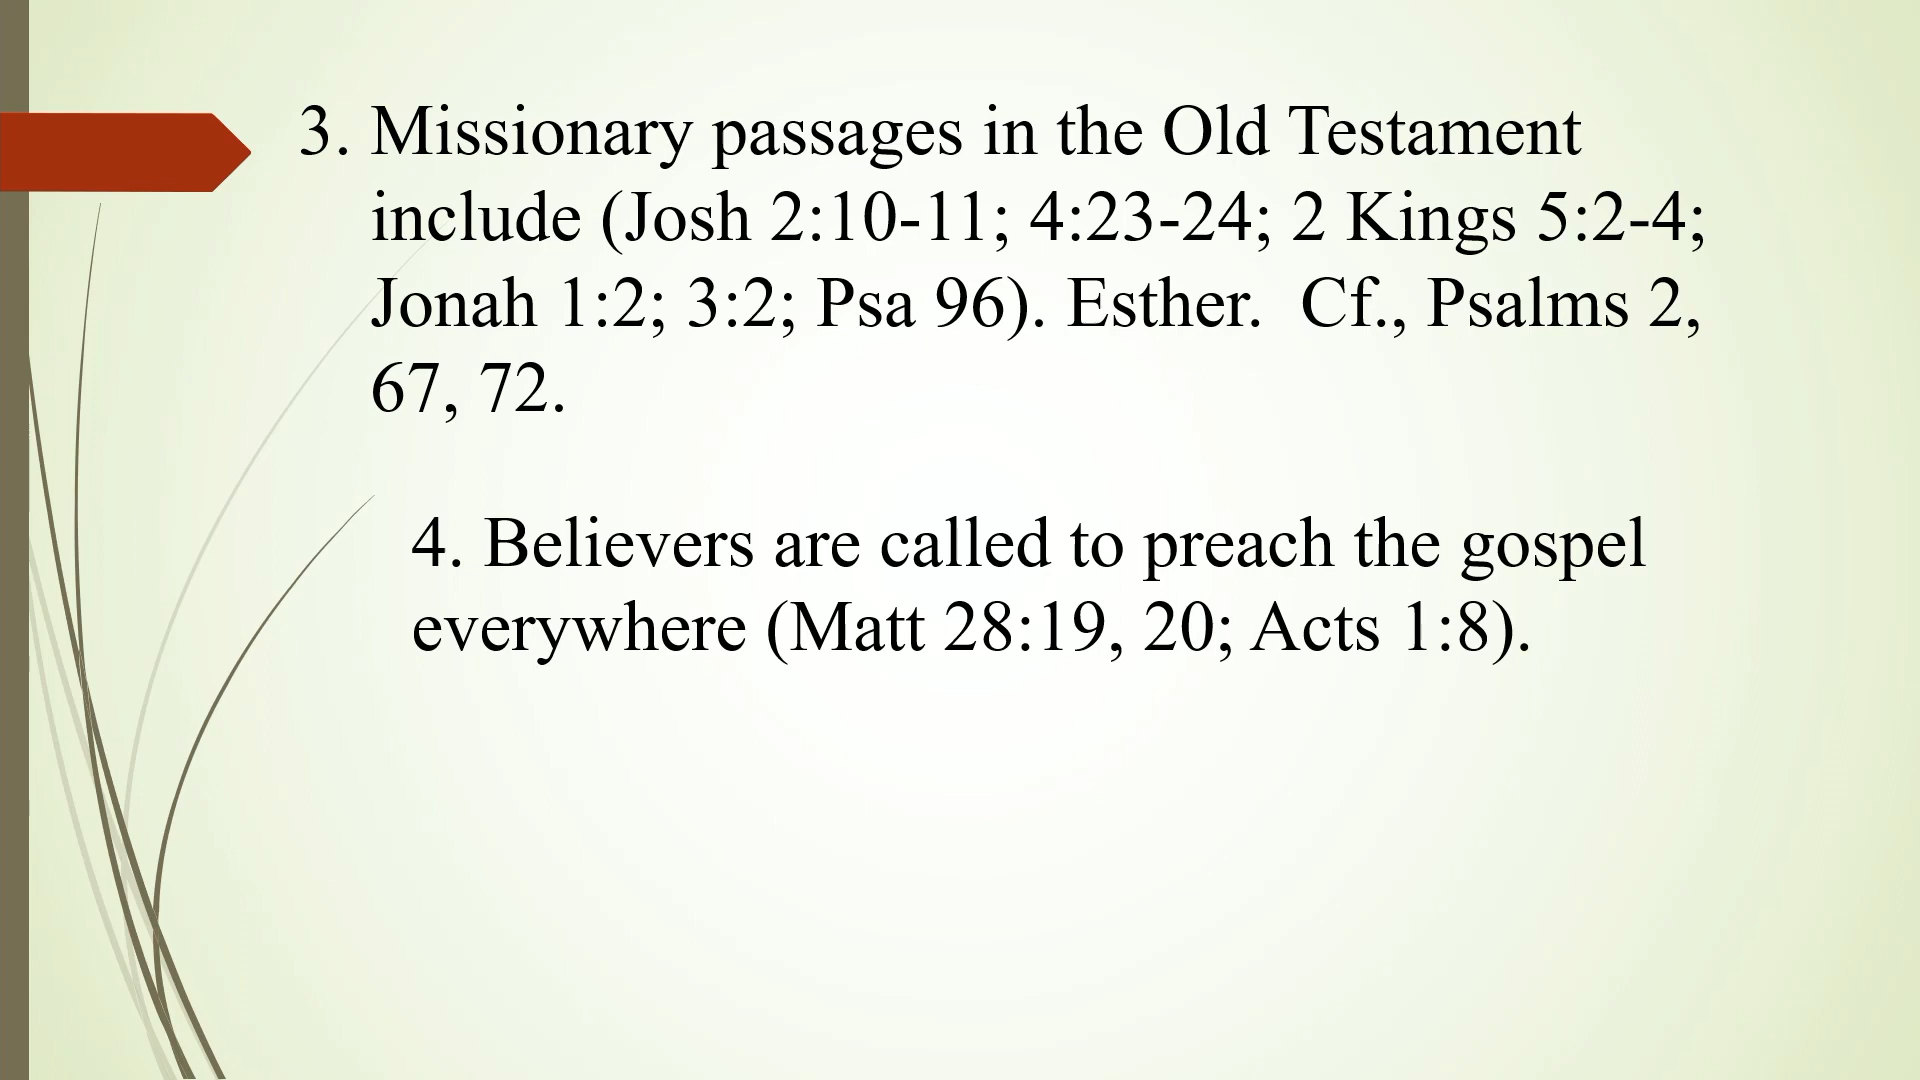 3. Missionary passages in the Old Testament
include (Josh 2:10-11; 4:23-24; 2 Kings 5:2-4;
Jonah 1:2; 3:2; Psa 96). Esther.  Cf., Psalms 2,
67, 72.
4. Believers are called to preach the gospel
everywhere (Matt 28:19, 20; Acts 1:8).